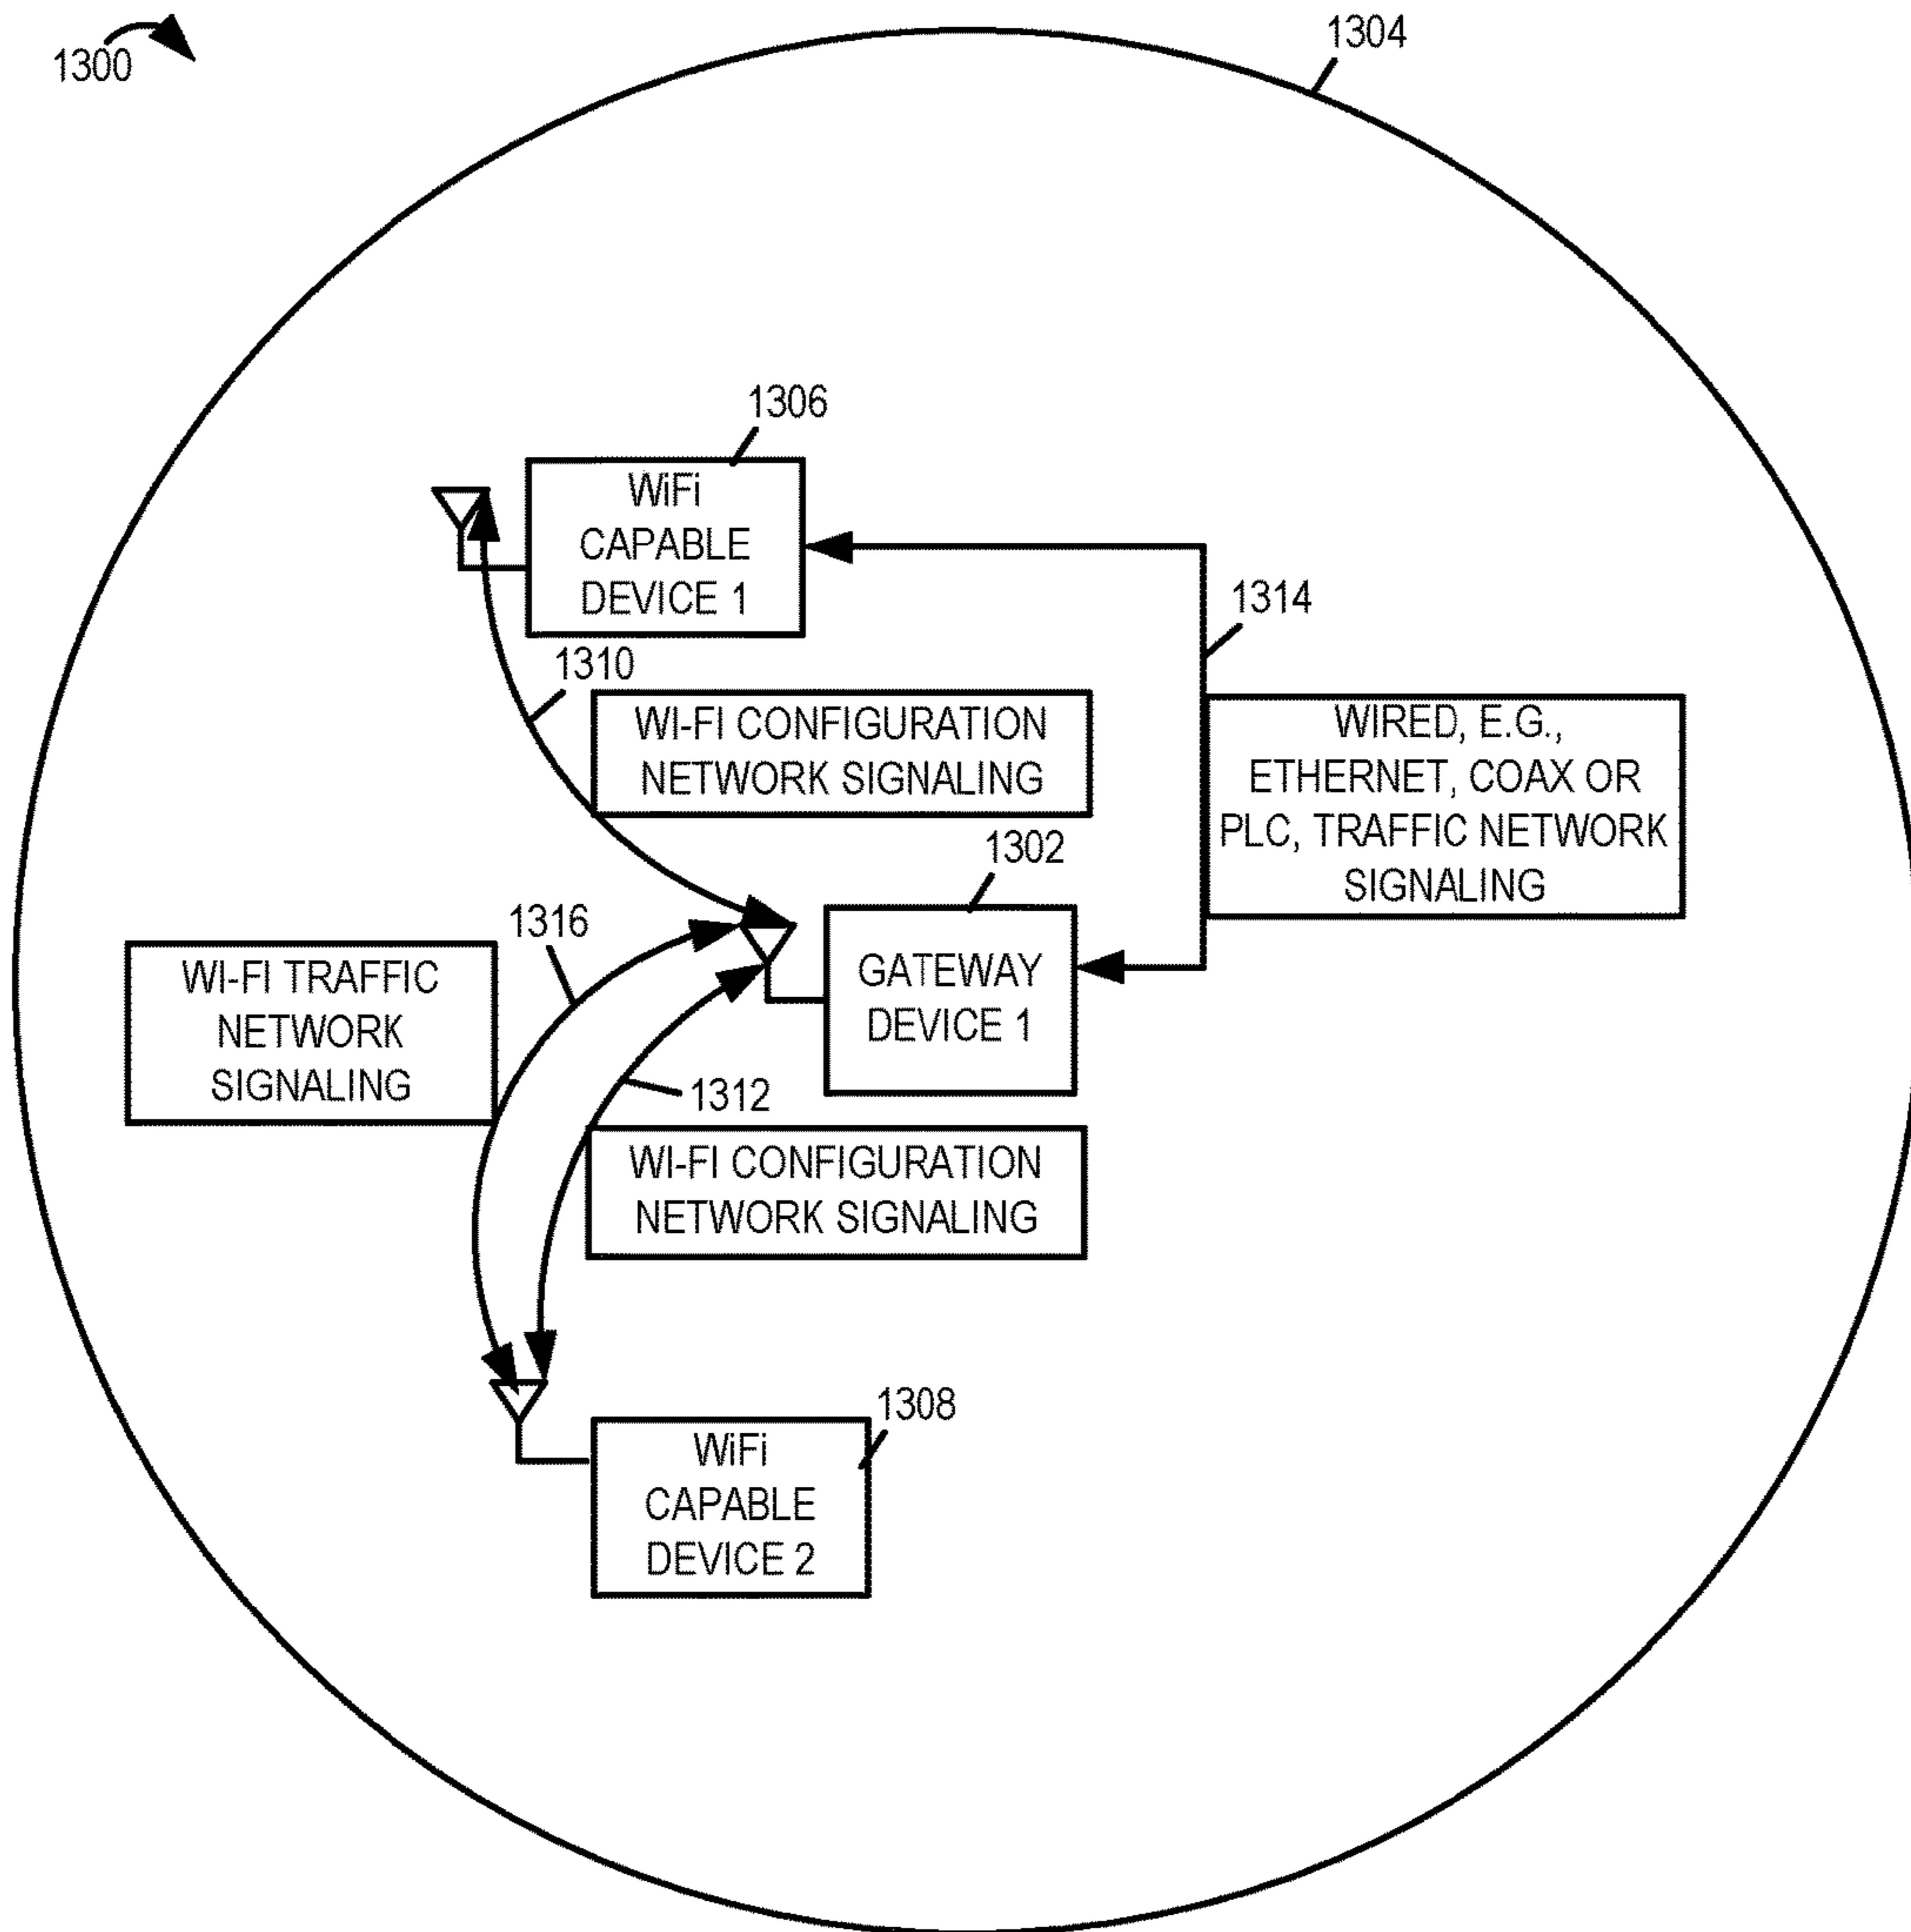 1300
1304
1306
WiFi
CAPABLE
DEVICE 1
1314
1310
WI-FI CONFIGURATION
NETWORK SIGNALING
WIRED, E.G.,
ETHERNET, COAX OR
PLC, TRAFFIC NETWORK
SIGNALING
1302
1316
GATEWAY
DEVICE 1
WI-FI TRAFFIC
NETWORK
SIGNALING
1312
WI-FI CONFIGURATION
NETWORK SIGNALING
1308
WiFi
CAPABLE
DEVICE 2